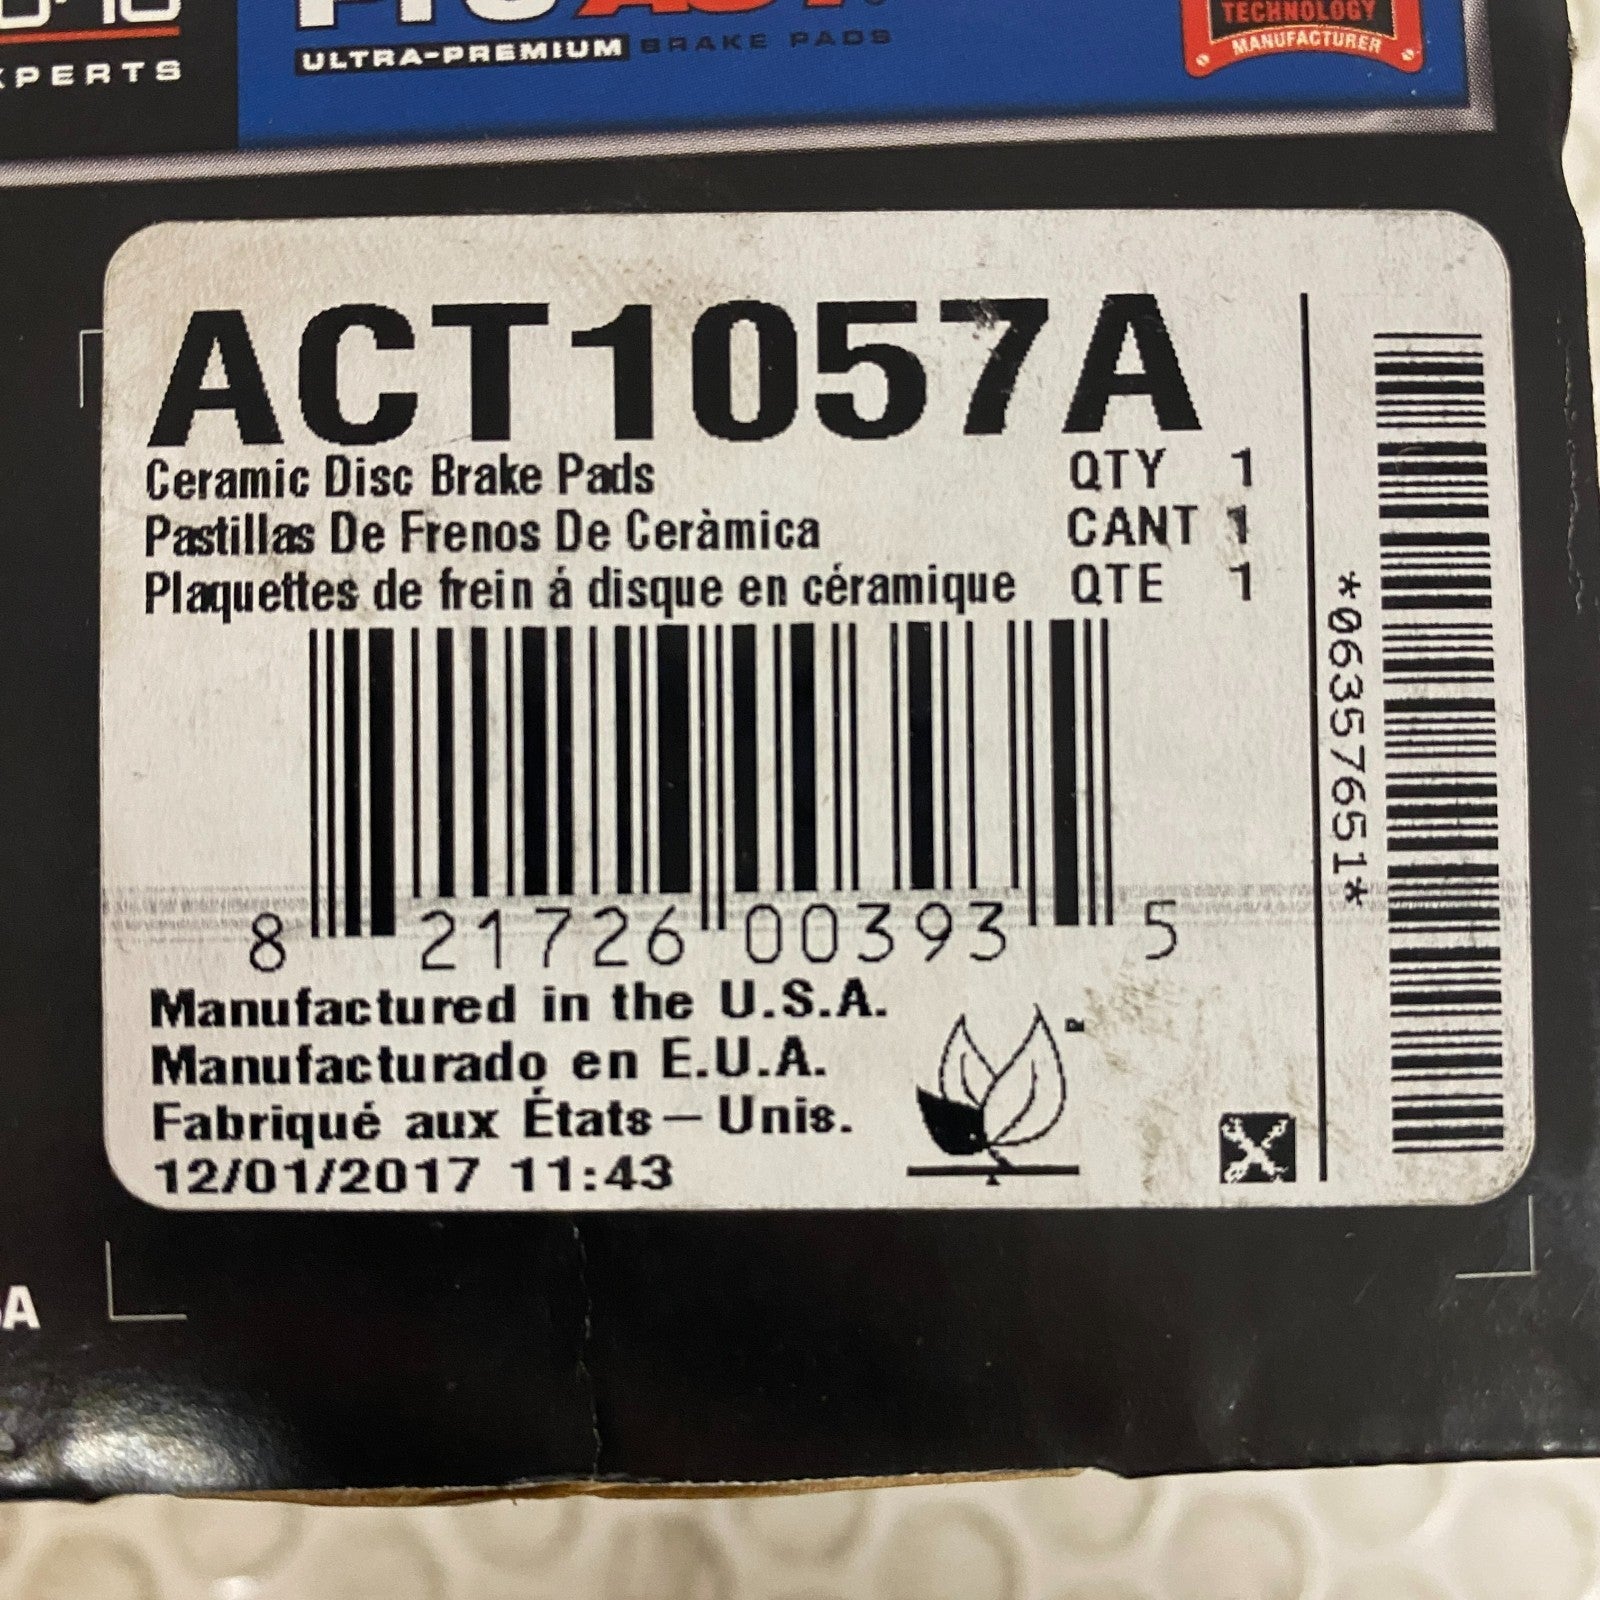 XPERTS
ULTRA-PREMIUM BRAKE PADS
TECHNOLOGY
MANUFACTURER
ACT1057A
Ceramic Disc Brake Pads QTY 1
Pastillas De Frenos De Ceràmica CANT 1
Plaquettes de frein á disque en céramique QTE 1
8 21726 00393 5
*06357651*
Manufactured in the U.S.A.
Manufacturado en E.U.A.
Fabriqué aux États-Unis.
12/01/2017 11:43